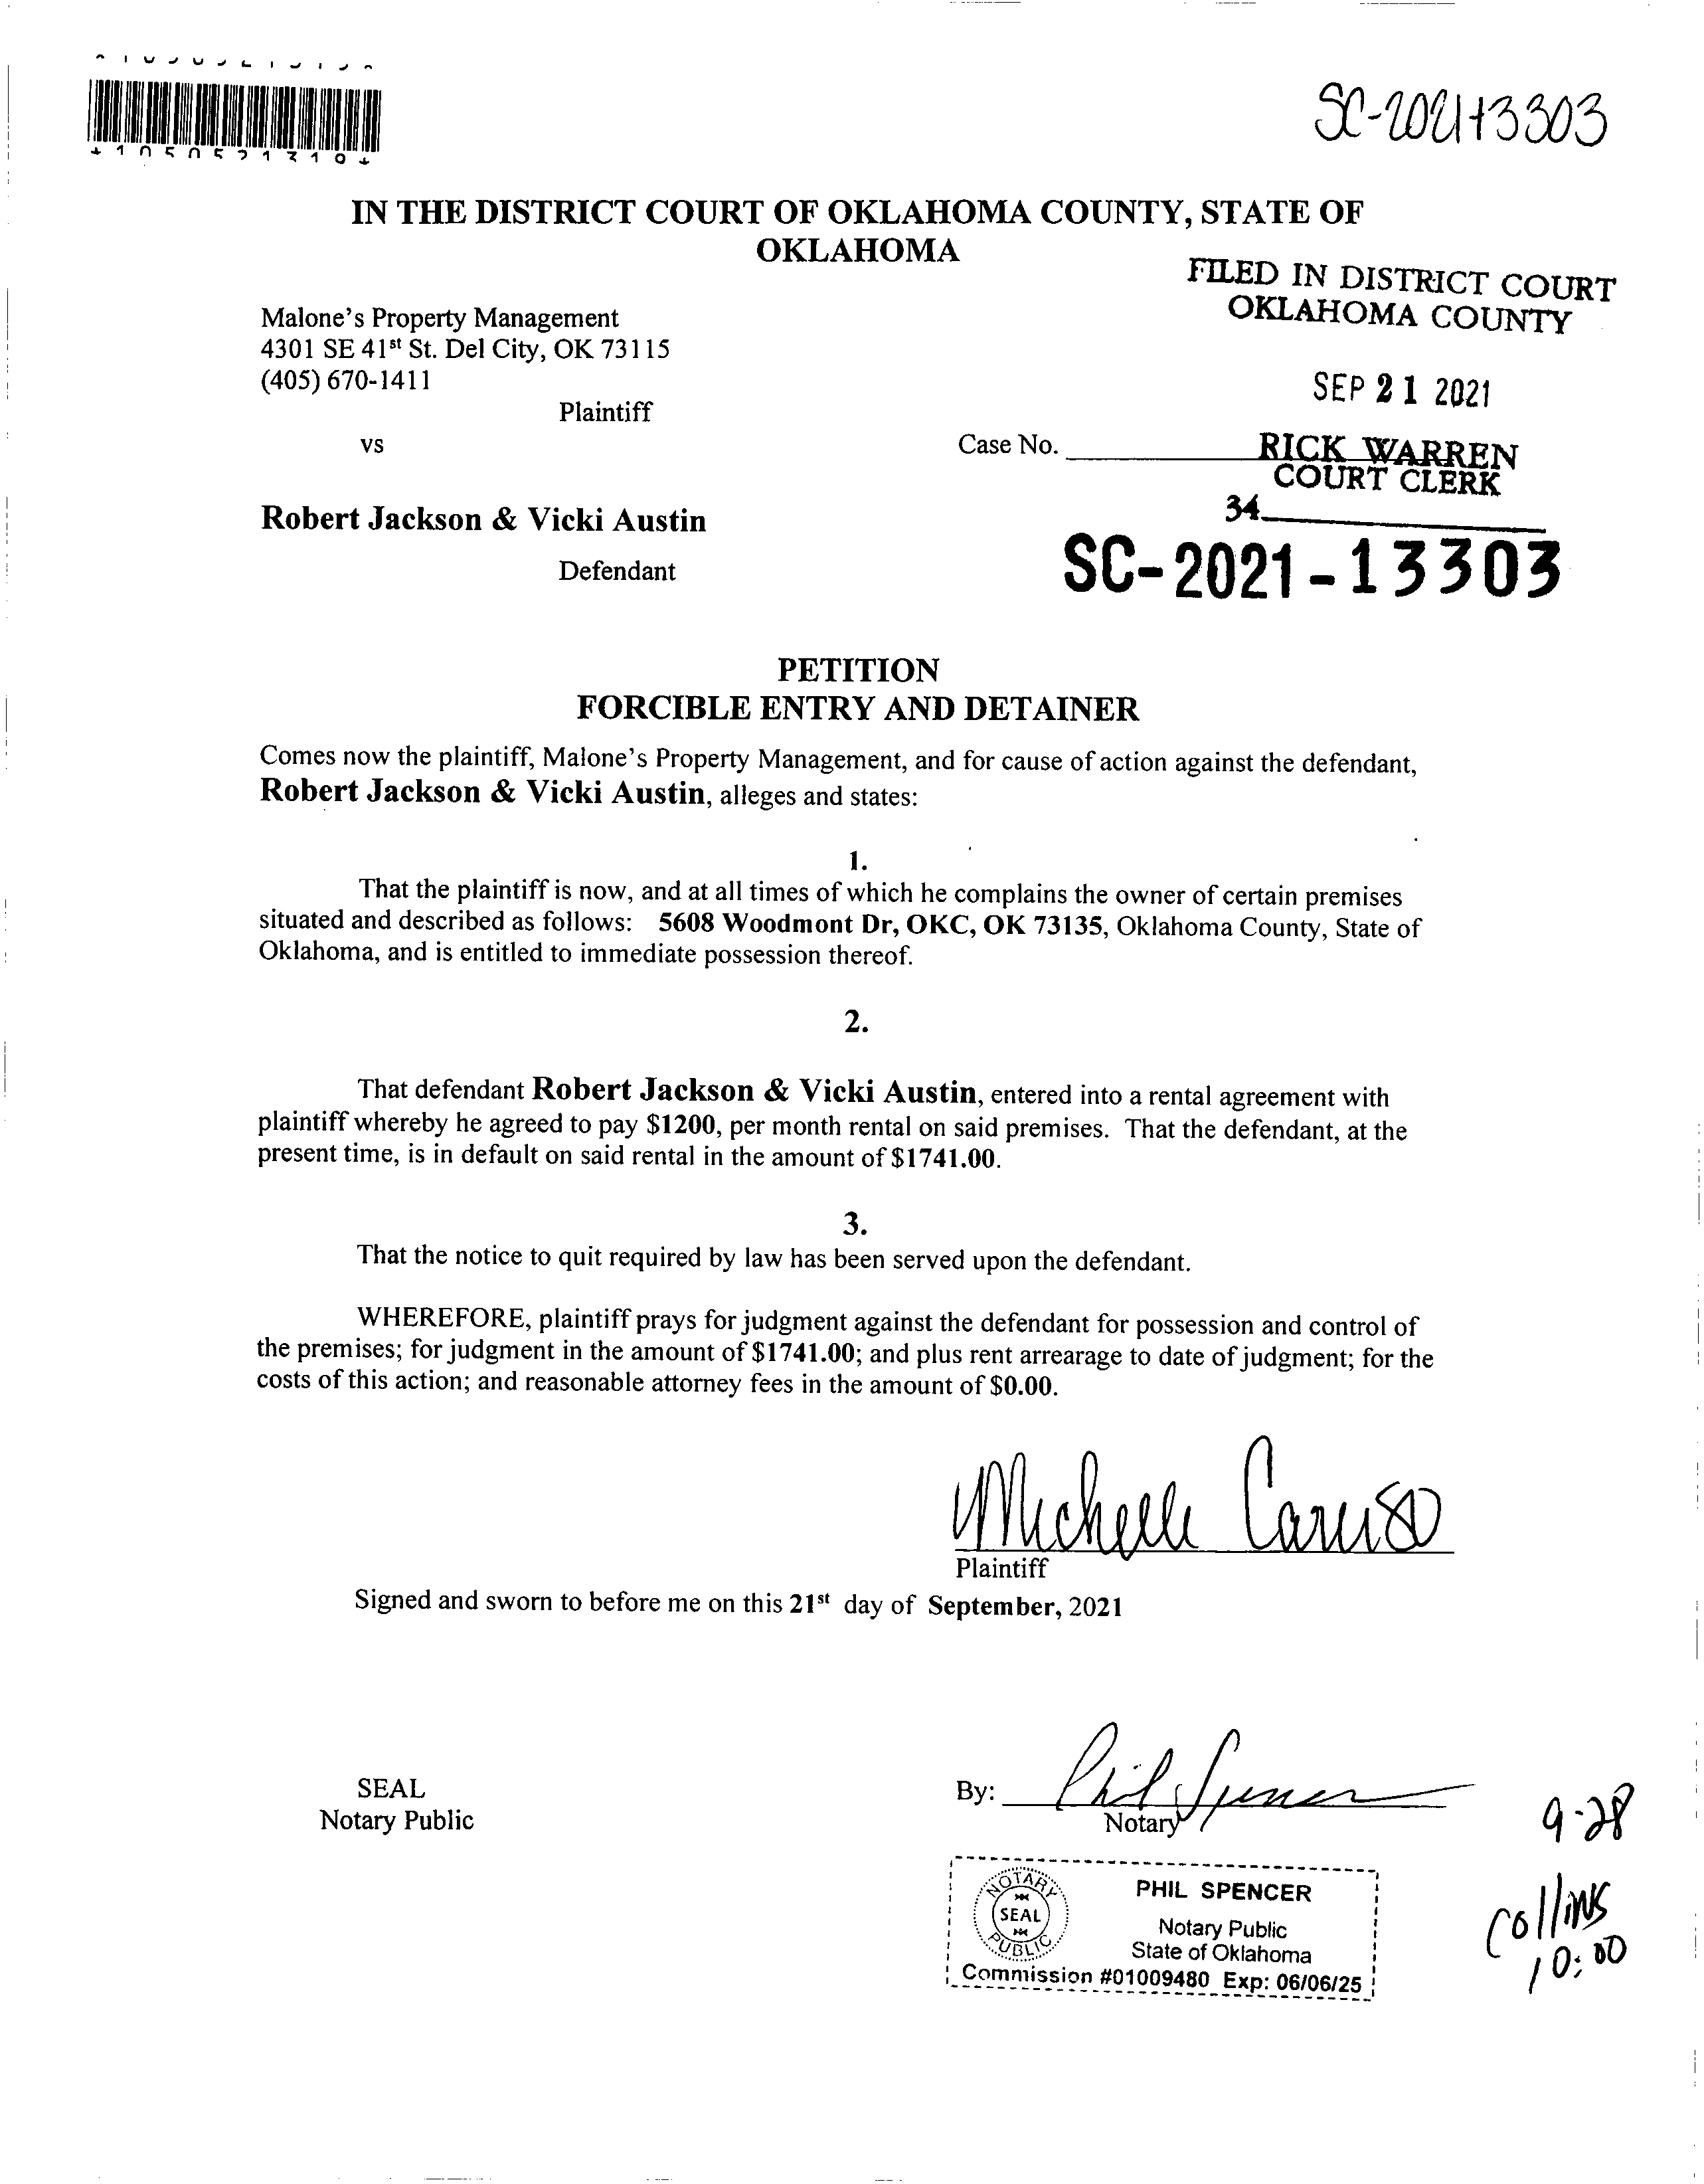 SC-2021-13303
IN THE DISTRICT COURT OF OKLAHOMA COUNTY, STATE OF
OKLAHOMA
FILED IN DISTRICT COURT
OKLAHOMA COUNTY
Malone's Property Management
4301 SE 41st St. Del City, OK 73115
(405) 670-1411
SEP 21 2021
Plaintiff
vs
Case No.
RICK WARREN
COURT CLERK
34
Robert Jackson & Vicki Austin
Defendant
SC-2021-13303
PETITION
FORCIBLE ENTRY AND DETAINER
Comes now the plaintiff, Malone's Property Management, and for cause of action against the defendant,
Robert Jackson & Vicki Austin, alleges and states:
1.
That the plaintiff is now, and at all times of which he complains the owner of certain premises
situated and described as follows: 5608 Woodmont Dr, OKC, OK 73135, Oklahoma County, State of
Oklahoma, and is entitled to immediate possession thereof.
2.
That defendant Robert Jackson & Vicki Austin, entered into a rental agreement with
plaintiff whereby he agreed to pay $1200, per month rental on said premises. That the defendant, at the
present time, is in default on said rental in the amount of $1741.00.
3.
That the notice to quit required by law has been served upon the defendant.
WHEREFORE, plaintiff prays for judgment against the defendant for possession and control of
the premises; for judgment in the amount of $1741.00; and plus rent arrearage to date of judgment; for the
costs of this action; and reasonable attorney fees in the amount of $0.00.
Michelle Caruso
Plaintiff
Signed and sworn to before me on this 21st day of September, 2021
SEAL
Notary Public
By: Phil Spencer
Notary
9-28
Collins
10:00
NOTARY
SEAL
PUBLIC
PHIL SPENCER
Notary Public
State of Oklahoma
Commission #01009480 Exp: 06/06/25